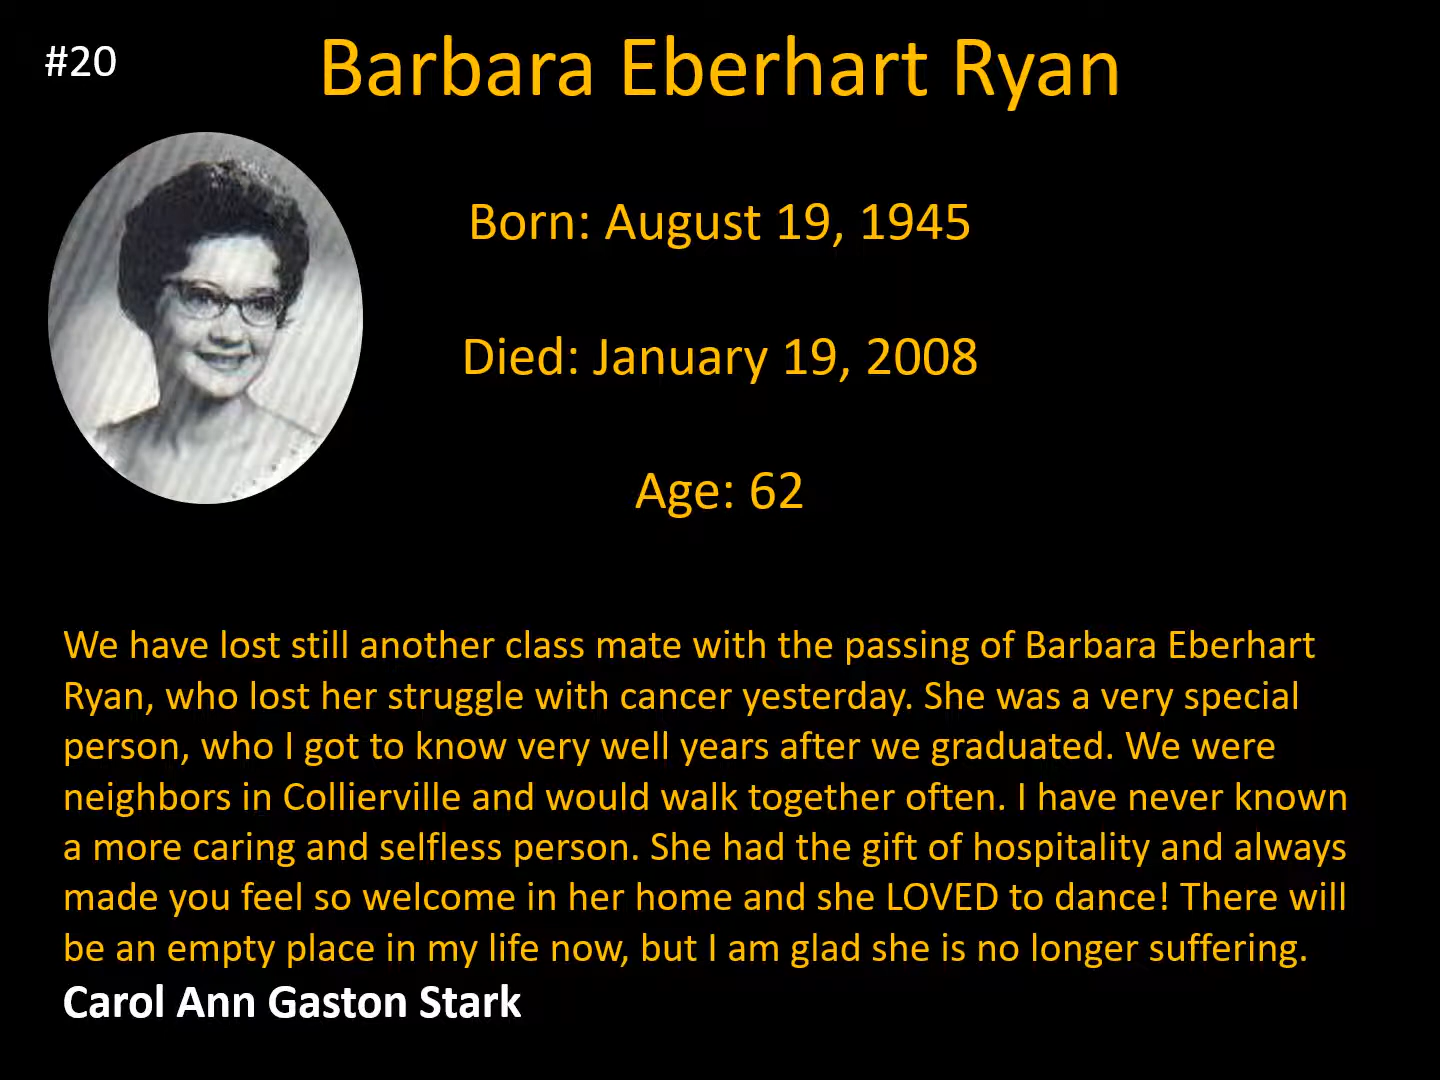 #20
Barbara Eberhart Ryan
Born: August 19, 1945
Died: January 19, 2008
Age: 62
We have lost still another class mate with the passing of Barbara Eberhart
Ryan, who lost her struggle with cancer yesterday. She was a very special
person, who I got to know very well years after we graduated. We were
neighbors in Collierville and would walk together often. I have never known
a more caring and selfless person. She had the gift of hospitality and always
made you feel so welcome in her home and she LOVED to dance! There will
be an empty place in my life now, but I am glad she is no longer suffering.
Carol Ann Gaston Stark